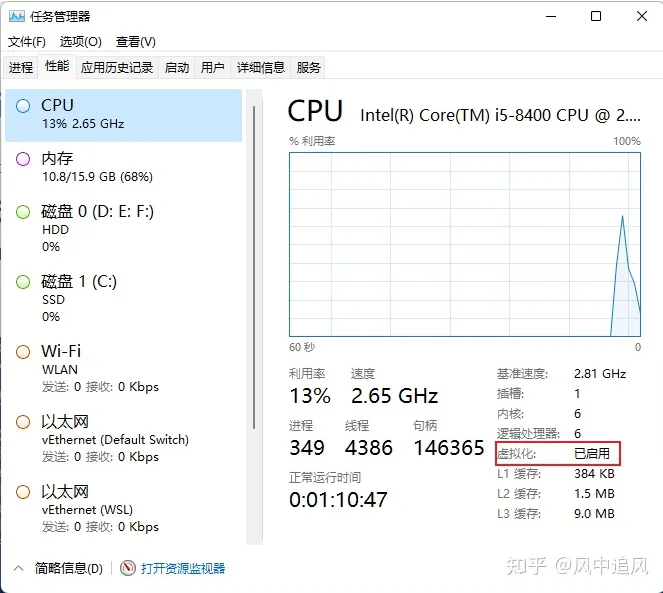 任务管理器
文件(F) 选项(O) 查看(V)
进程 性能 应用历史记录 启动 用户 详细信息 服务
CPU
13% 2.65 GHz
内存
10.8/15.9 GB (68%)
磁盘 0 (D: E: F:)
HDD
0%
磁盘 1 (C:)
SSD
0%
Wi-Fi
WLAN
发送: 0 接收: 0 Kbps
以太网
vEthernet (Default Switch)
发送: 0 接收: 0 Kbps
以太网
vEthernet (WSL)
发送: 0 接收: 0 Kbps
CPU Intel(R) Core(TM) i5-8400 CPU @ 2....
% 利用率 100%
60 秒 0
利用率 速度
13% 2.65 GHz
进程 线程 句柄
349 4386 146365
正常运行时间
0:01:10:47
基准速度: 2.81 GHz
插槽: 1
内核: 6
逻辑处理器: 6
虚拟化: 已启用
L1 缓存: 384 KB
L2 缓存: 1.5 MB
L3 缓存: 9.0 MB
简略信息(D) 打开资源监视器
知乎 @风中追风